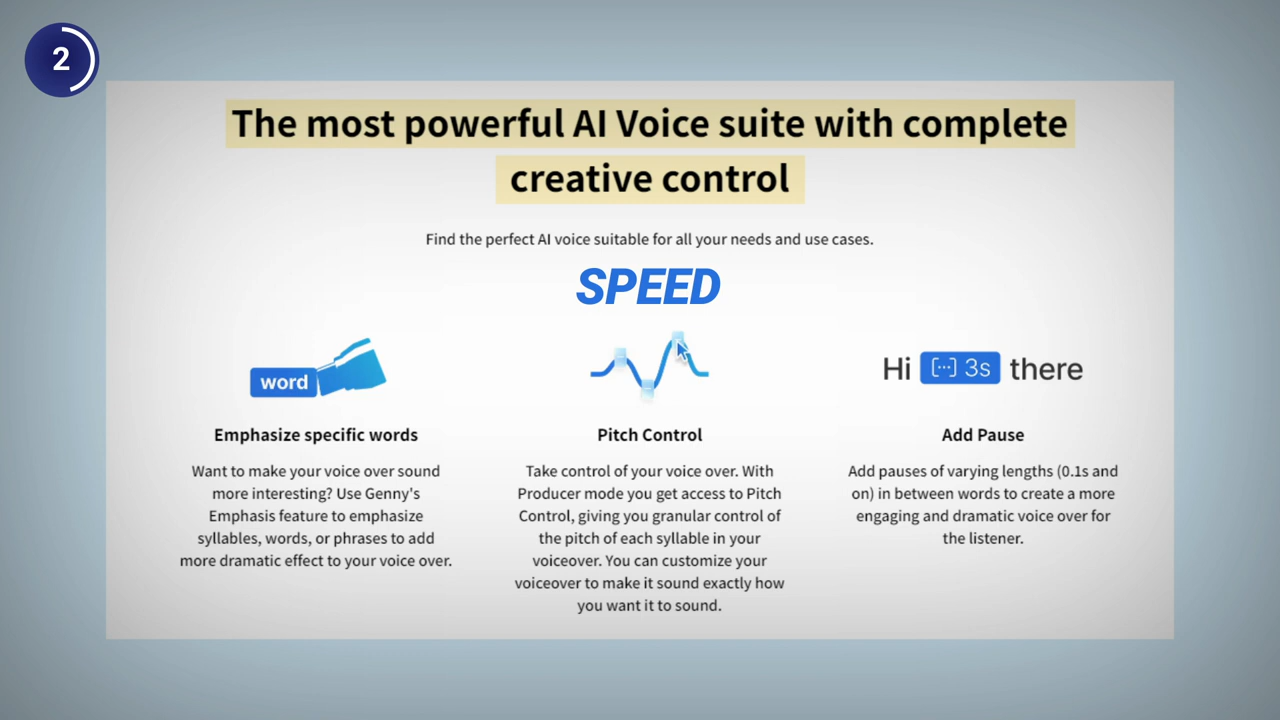 2
The most powerful AI Voice suite with complete
creative control
Find the perfect AI voice suitable for all your needs and use cases.
SPEED
word
Emphasize specific words
Want to make your voice over sound
more interesting? Use Genny's
Emphasis feature to emphasize
syllables, words, or phrases to add
more dramatic effect to your voice over.
Pitch Control
Take control of your voice over. With
Producer mode you get access to Pitch
Control, giving you granular control of
the pitch of each syllable in your
voiceover. You can customize your
voiceover to make it sound exactly how
you want it to sound.
Hi [···] 3s there
Add Pause
Add pauses of varying lengths (0.1s and
on) in between words to create a more
engaging and dramatic voice over for
the listener.